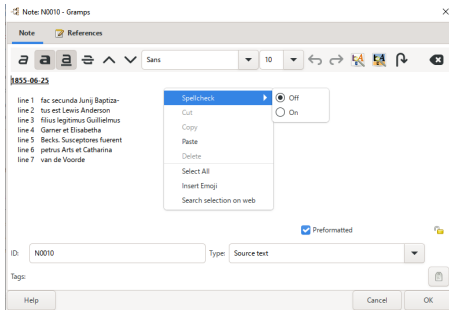 Note: N0010 - Gramps
Note References
a a a a Sans 10
1855-06-25
line 1 fac secunda Junij Baptiza-
line 2 tus est Lewis Anderson
line 3 filius legitimus Guillielmus
line 4 Garner et Elisabetha
line 5 Becks. Susceptores fuerent
line 6 petrus Arts et Catharina
line 7 van de Voorde
Spellcheck
Off
On
Cut
Copy
Paste
Delete
Select All
Insert Emoji
Search selection on web
Preformatted
ID: N0010 Type: Source text
Tags:
Help Cancel OK